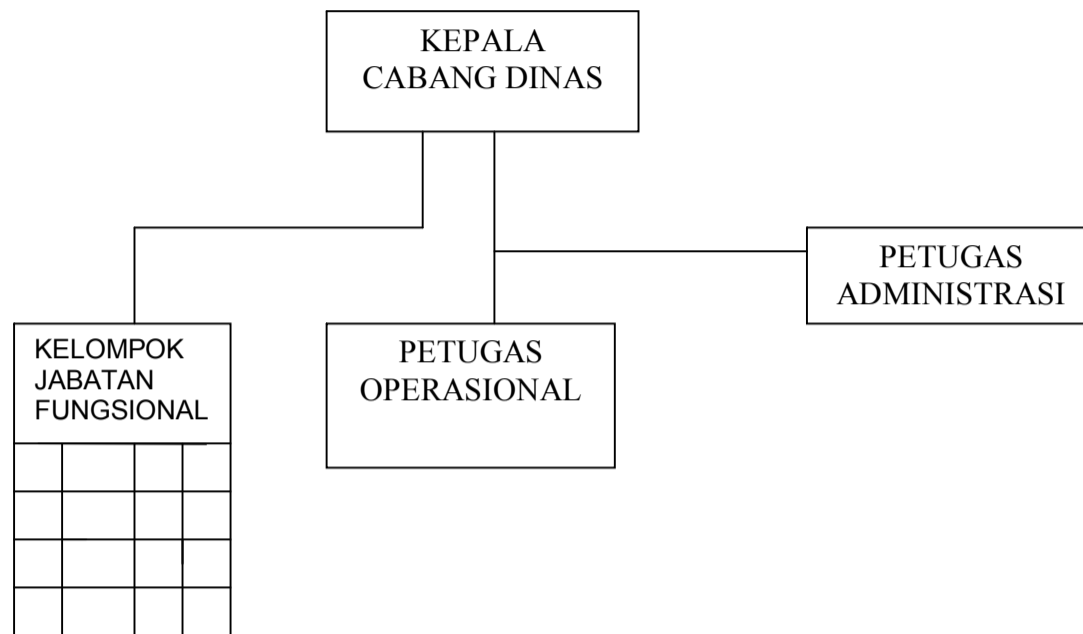 KEPALA
CABANG DINAS
PETUGAS
ADMINISTRASI
KELOMPOK
JABATAN
FUNGSIONAL
PETUGAS
OPERASIONAL